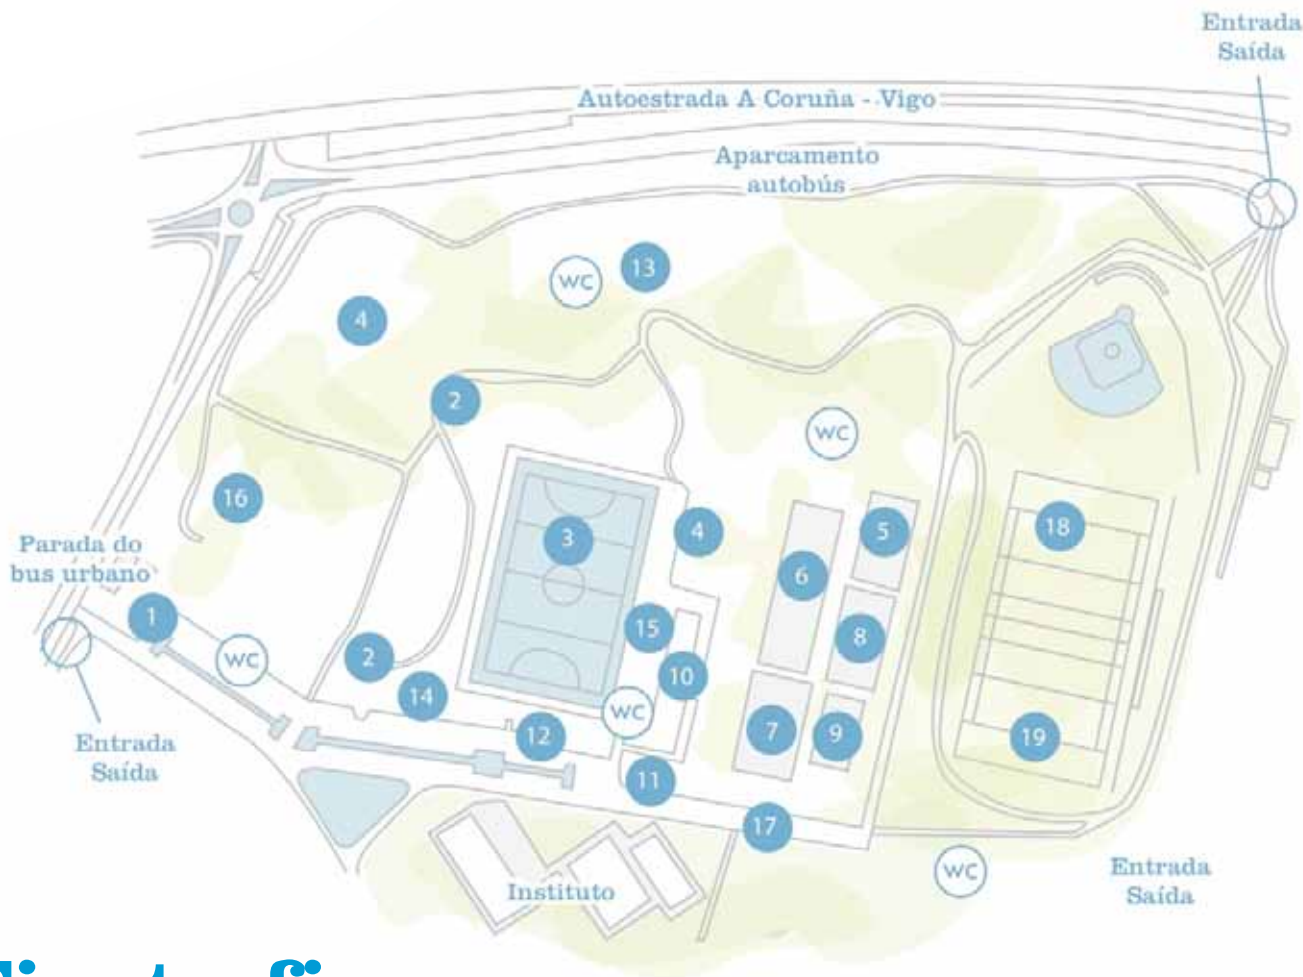 Entrada
Saída
Autoestrada A Coruña - Vigo
Aparcamento
autobús
WC
13
4
2
WC
16
3
4
5
18
6
Parada do
bus urbano
1
WC
2
15
8
10
14
WC
12
7
9
19
Entrada
Saída
11
17
Instituto
WC
Entrada
Saída